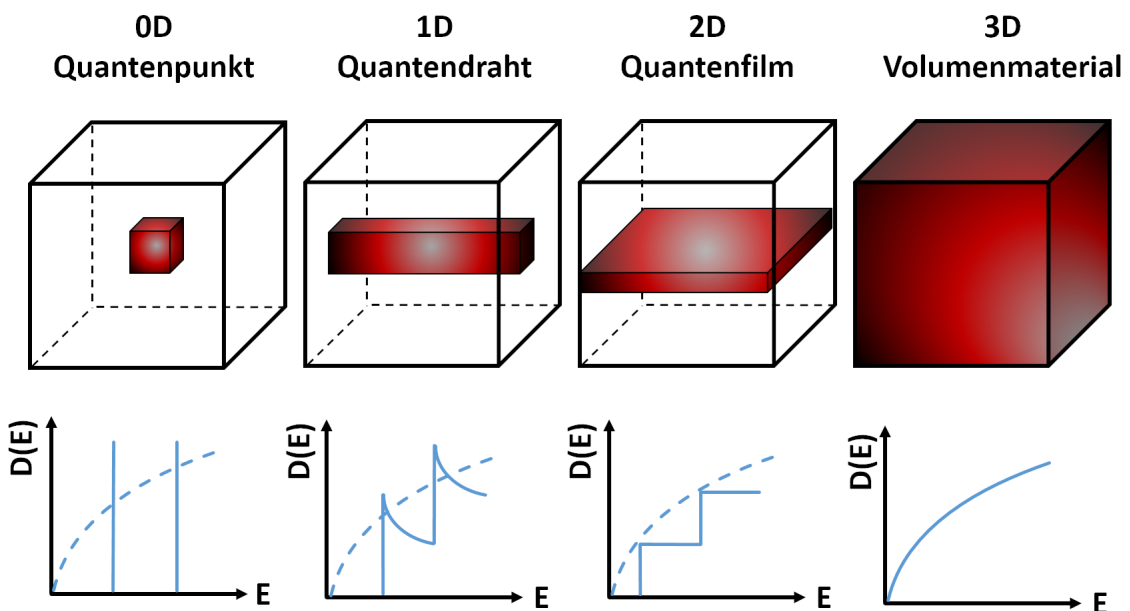 0D
Quantenpunkt
1D
Quantendraht
2D
Quantenfilm
3D
Volumenmaterial
D(E)
E
D(E)
E
D(E)
E
D(E)
E